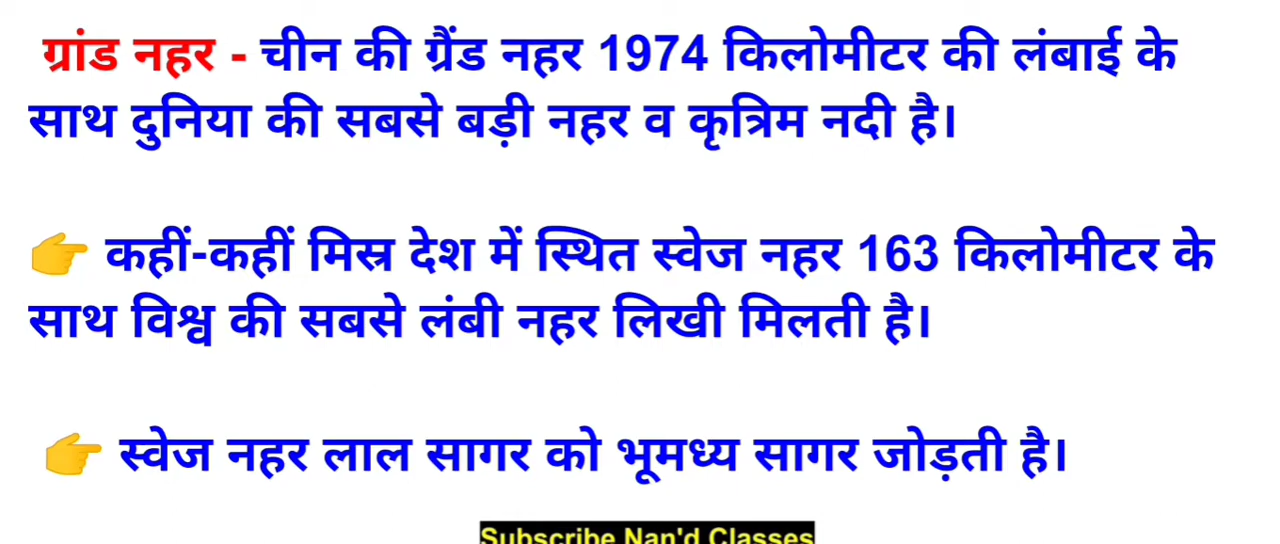 ग्रांड नहर - चीन की ग्रैंड नहर 1974 किलोमीटर की लंबाई के
साथ दुनिया की सबसे बड़ी नहर व कृत्रिम नदी है।
👉 कहीं-कहीं मिस्र देश में स्थित स्वेज नहर 163 किलोमीटर के
साथ विश्व की सबसे लंबी नहर लिखी मिलती है।
👉 स्वेज नहर लाल सागर को भूमध्य सागर जोड़ती है।
Subscribe Nan'd Classes